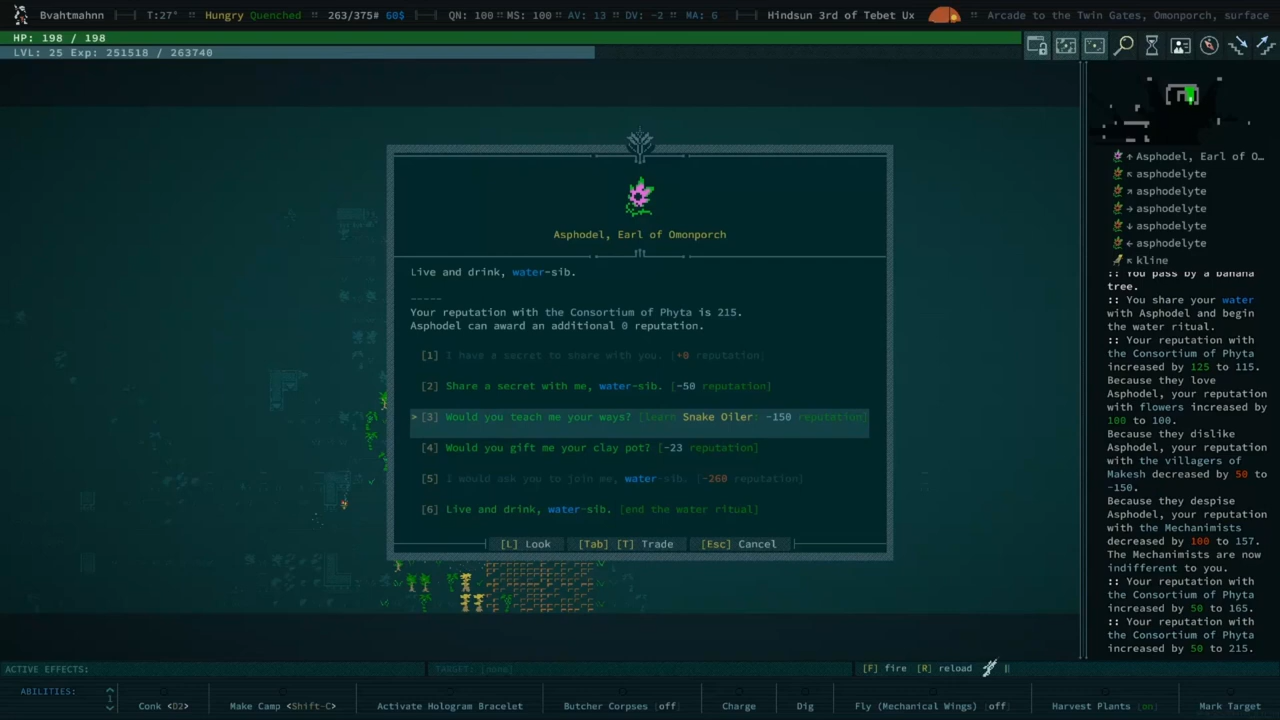 Bvahtmahnn T:27° Hungry Quenched 263/375# 60$ QN: 100 MS: 100 AV: 13 DV: -2 MA: 6 Hindsun 3rd of Tebet Ux Arcade to the Twin Gates, Omonporch, surface
HP: 198 / 198
LVL: 25 Exp: 251518 / 263740
Asphodel, Earl of Omonporch
Live and drink, water-sib.
-----
Your reputation with the Consortium of Phyta is 215.
Asphodel can award an additional 0 reputation.
[1] I have a secret to share with you. [+0 reputation]
[2] Share a secret with me, water-sib. [-50 reputation]
> [3] Would you teach me your ways? [learn Snake Oiler: -150 reputation]
[4] Would you gift me your clay pot? [-23 reputation]
[5] I would ask you to join me, water-sib. [-260 reputation]
[6] Live and drink, water-sib. [end the water ritual]
[L] Look [Tab] [T] Trade [Esc] Cancel
Asphodel, Earl of O…
asphodelyte
asphodelyte
asphodelyte
asphodelyte
asphodelyte
kline
:: You pass by a banana
tree.
:: You share your water
with Asphodel and begin
the water ritual.
:: Your reputation with
the Consortium of Phyta
increased by 125 to 115.
Because they love
Asphodel, your reputation
with flowers increased by
100 to 100.
Because they dislike
Asphodel, your reputation
with the villagers of
Makesh decreased by 50 to
-150.
Because they despise
Asphodel, your reputation
with the Mechanimists
decreased by 100 to 157.
The Mechanimists are now
indifferent to you.
:: Your reputation with
the Consortium of Phyta
increased by 50 to 165.
:: Your reputation with
the Consortium of Phyta
increased by 50 to 215.
ACTIVE EFFECTS: TARGET: [none] [F] fire [R] reload
ABILITIES: 1 Conk <D2> Make Camp <Shift-C> Activate Hologram Bracelet Butcher Corpses [off] Charge Dig Fly (Mechanical Wings) [off] Harvest Plants [on] Mark Target